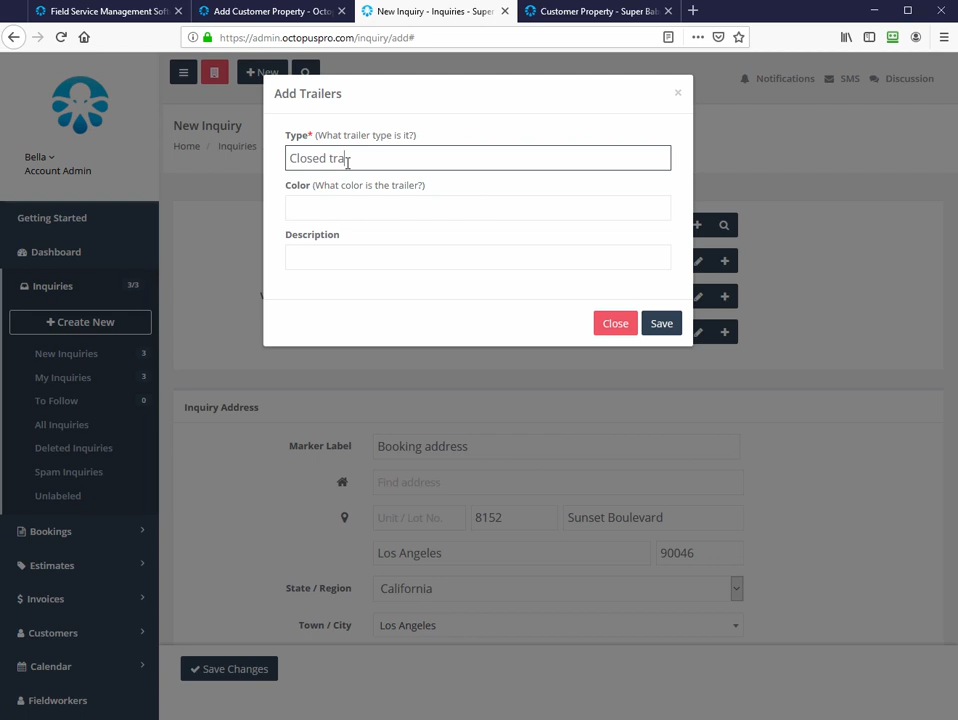 Field Service Management Soft
Add Customer Property - Octo
New Inquiry - Inquiries - Super
Customer Property - Super Bab
https://admin.octopuspro.com/inquiry/add#
New
Notifications
SMS
Discussion
Bella
Account Admin
Getting Started
Dashboard
Inquiries 3/3
Create New
New Inquiries 3
My Inquiries 3
To Follow 0
All Inquiries
Deleted Inquiries
Spam Inquiries
Unlabeled
Bookings
Estimates
Invoices
Customers
Calendar
Fieldworkers
New Inquiry
Home Inquiries
Add Trailers
Type* (What trailer type is it?)
Closed tra
Color (What color is the trailer?)
Description
Close Save
Inquiry Address
Marker Label Booking address
Find address
Unit / Lot No. 8152 Sunset Boulevard
Los Angeles 90046
State / Region California
Town / City Los Angeles
Save Changes